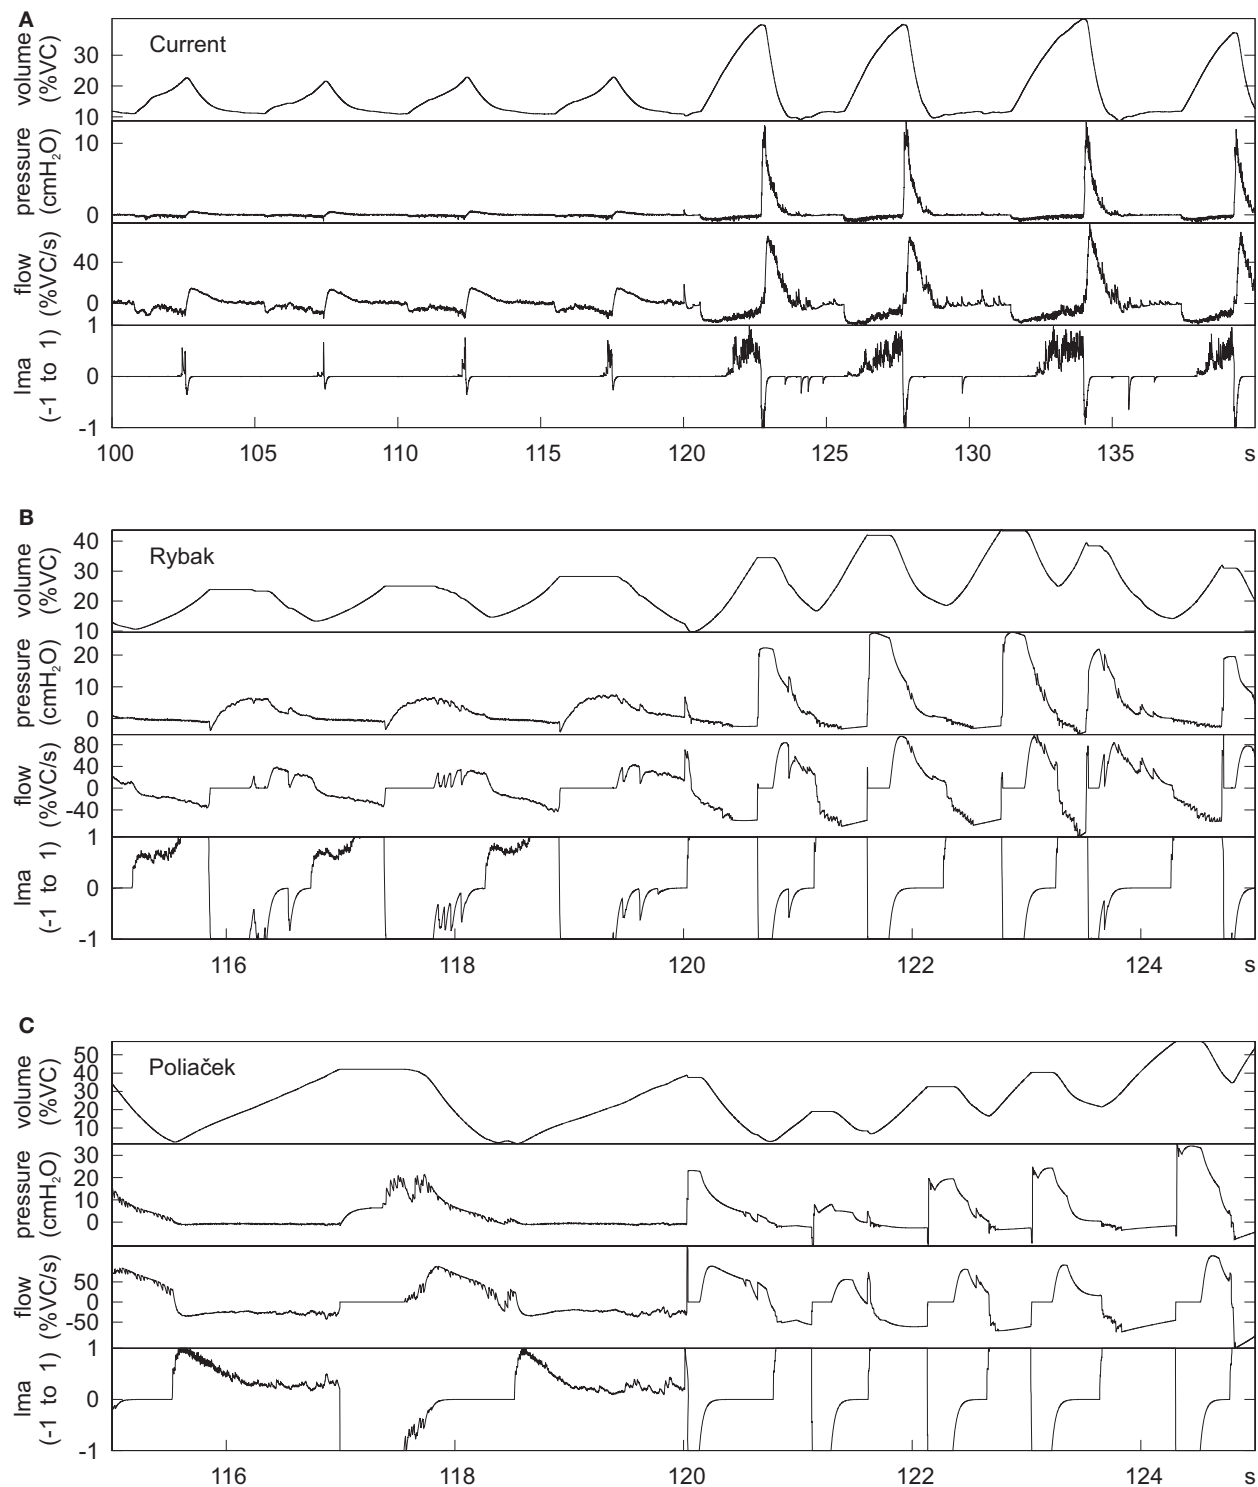 A
Current
volume
(%VC)
30
20
10
pressure
(cmH2O)
10
0
flow
(%VC/s)
40
0
lma
(-1 to 1)
1
0
-1
100 105 110 115 120 125 130 135 s
B
Rybak
volume
(%VC)
40
30
20
10
pressure
(cmH2O)
20
10
0
flow
(%VC/s)
80
40
0
-40
lma
(-1 to 1)
1
0
-1
116 118 120 122 124 s
C
Poliaček
volume
(%VC)
50
40
30
20
10
pressure
(cmH2O)
30
20
10
0
flow
(%VC/s)
50
0
-50
lma
(-1 to 1)
1
0
-1
116 118 120 122 124 s